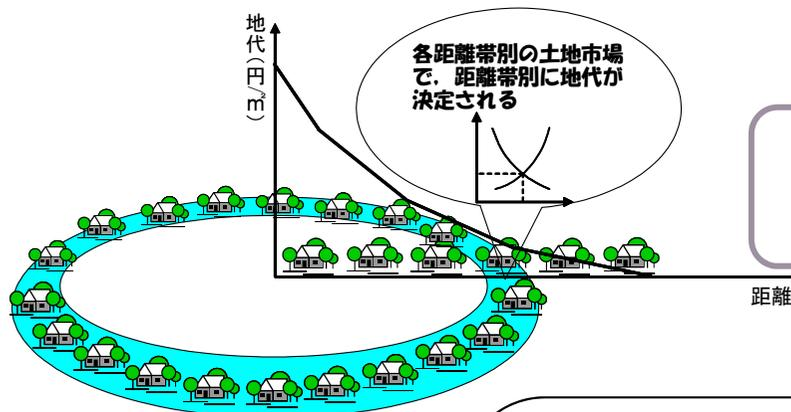 地代(円/㎡)
各距離帯別の土地市場
で，距離帯別に地代が
決定される
距離